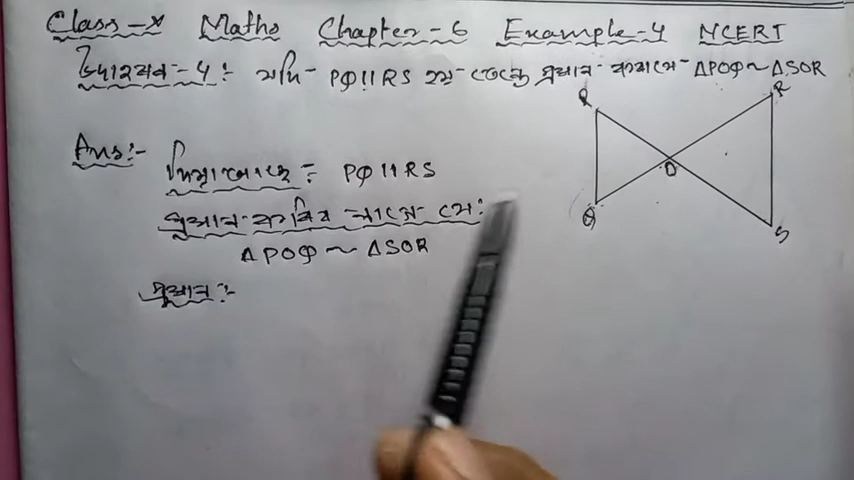 Class-X Maths Chapter-6 Example-4 NCERT
উদাহৰণ-4:- যদি PQ || RS হয় তেন্তে প্ৰমাণ কৰা যে ΔPOQ ~ ΔSOR
P
R
O
Q
S
Ans:- দিয়া আছে:- PQ || RS
প্ৰমাণ কৰিব লাগে যে:
ΔPOQ ~ ΔSOR
প্ৰমাণ:-